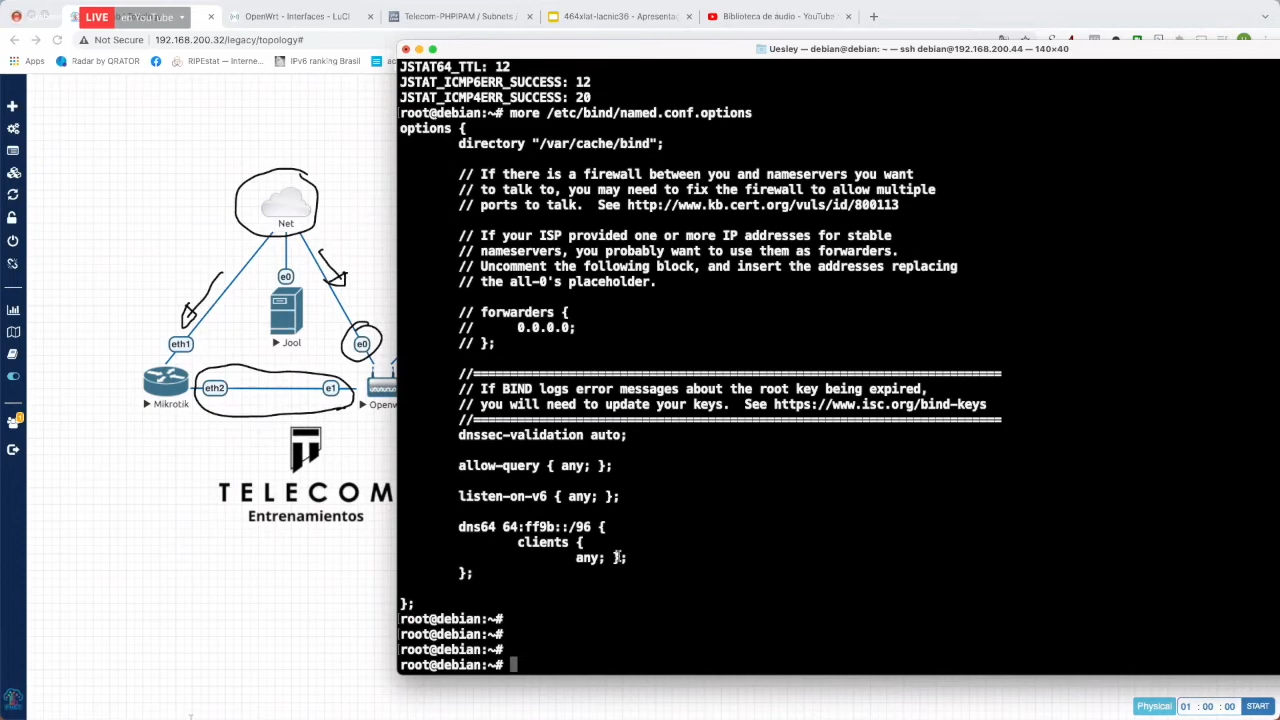 LIVE
en YouTube
OpenWrt - Interfaces - LuCI
Telecom-PHPIPAM / Subnets
464xlat-lacnic36 - Apresentaç
Biblioteca de áudio - YouTube
Not Secure
192.168.200.32/legacy/topology#
Apps
Radar by QRATOR
RIPEstat — Interne...
IPv6 ranking Brasil
Uesley — debian@debian: ~ — ssh debian@192.168.200.44 — 140×40
JSTAT64_TTL: 12
JSTAT_ICMP6ERR_SUCCESS: 12
JSTAT_ICMP4ERR_SUCCESS: 20
root@debian:~# more /etc/bind/named.conf.options
options {
directory "/var/cache/bind";
// If there is a firewall between you and nameservers you want
// to talk to, you may need to fix the firewall to allow multiple
// ports to talk.  See http://www.kb.cert.org/vuls/id/800113
// If your ISP provided one or more IP addresses for stable
// nameservers, you probably want to use them as forwarders.
// Uncomment the following block, and insert the addresses replacing
// the all-0's placeholder.
// forwarders {
//      0.0.0.0;
// };
//========================================================================
// If BIND logs error messages about the root key being expired,
// you will need to update your keys.  See https://www.isc.org/bind-keys
//========================================================================
dnssec-validation auto;
allow-query { any; };
listen-on-v6 { any; };
dns64 64:ff9b::/96 {
clients {
any; };
};
};
root@debian:~#
root@debian:~#
root@debian:~#
root@debian:~#
Net
e0
Jool
eth1
e0
eth2
e1
Mikrotik
Openw
TELECOM
Entrenamientos
Physical
01 : 00 : 00
START